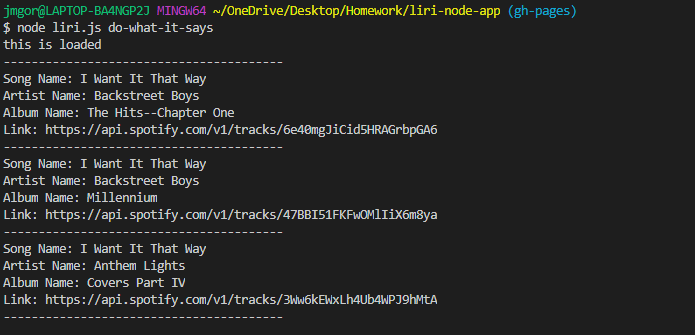 jmgor@LAPTOP-BA4NGP2J MINGW64 ~/OneDrive/Desktop/Homework/liri-node-app (gh-pages)
$ node liri.js do-what-it-says
this is loaded
----------------------------------------
Song Name: I Want It That Way
Artist Name: Backstreet Boys
Album Name: The Hits--Chapter One
Link: https://api.spotify.com/v1/tracks/6e40mgJiCid5HRAGrbpGA6
----------------------------------------
Song Name: I Want It That Way
Artist Name: Backstreet Boys
Album Name: Millennium
Link: https://api.spotify.com/v1/tracks/47BBI51FKFwOMlIiX6m8ya
----------------------------------------
Song Name: I Want It That Way
Artist Name: Anthem Lights
Album Name: Covers Part IV
Link: https://api.spotify.com/v1/tracks/3Ww6kEWxLh4Ub4WPJ9hMtA
----------------------------------------